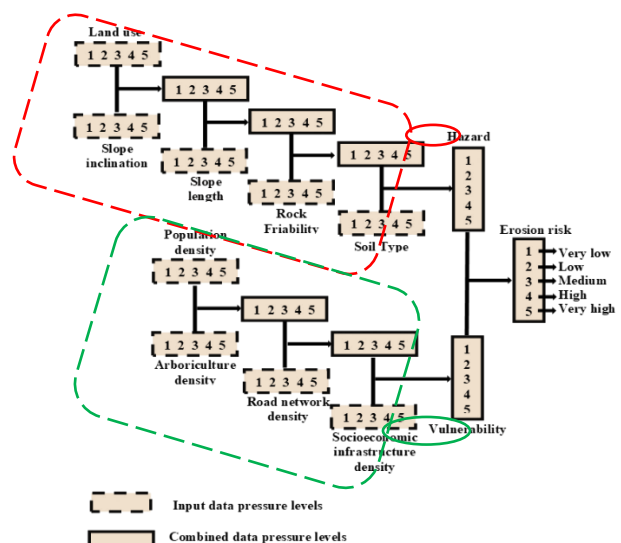 Land use
1 2 3 4 5
1 2 3 4 5
1 2 3 4 5
Slope
inclination
1 2 3 4 5
1 2 3 4 5
Slope
length
1 2 3 4 5
1 2 3 4 5
Rock
Friability
1 2 3 4 5
Soil Type
Hazard
1
2
3
4
5
Population
density
1 2 3 4 5
1 2 3 4 5
1 2 3 4 5
Arboriculture
density
1 2 3 4 5
1 2 3 4 5
Road network
density
1 2 3 4 5
Socioeconomic
infrastructure
density
1
2
3
4
5
Vulnerability
Erosion risk
1 Very low
2 Low
3 Medium
4 High
5 Very high
Input data pressure levels
Combined data pressure levels